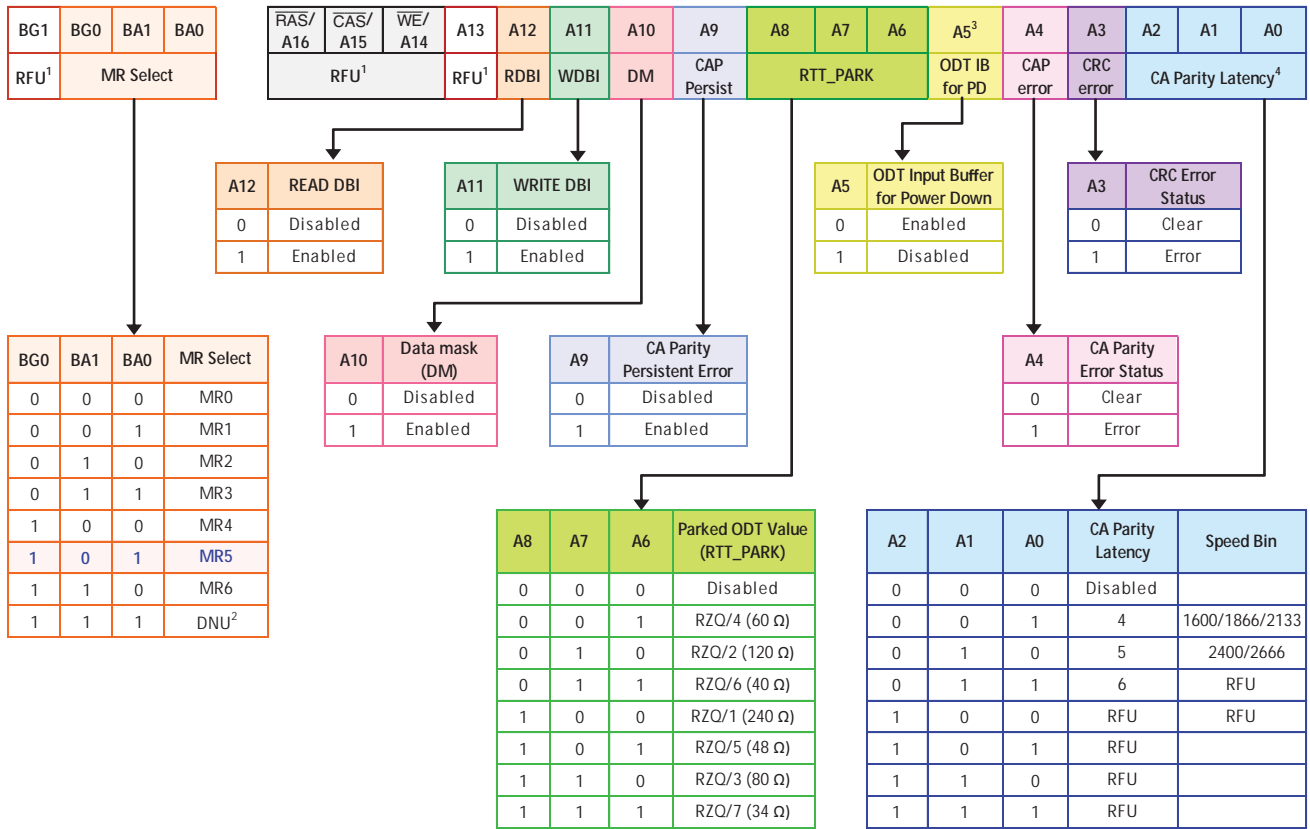 BG1 BG0 BA1 BA0 RAS/ A16 CAS/ A15 WE/ A14 A13 A12 A11 A10 A9 A8 A7 A6 A5³ A4 A3 A2 A1 A0
RFU¹ MR Select RFU¹ RFU¹ RDBI WDBI DM CAP Persist RTT_PARK ODT IB for PD CAP error CRC error CA Parity Latency⁴
A12 READ DBI
0 Disabled
1 Enabled
A11 WRITE DBI
0 Disabled
1 Enabled
A5 ODT Input Buffer for Power Down
0 Enabled
1 Disabled
A3 CRC Error Status
0 Clear
1 Error
BG0 BA1 BA0 MR Select
0 0 0 MR0
0 0 1 MR1
0 1 0 MR2
0 1 1 MR3
1 0 0 MR4
1 0 1 MR5
1 1 0 MR6
1 1 1 DNU²
A10 Data mask (DM)
0 Disabled
1 Enabled
A9 CA Parity Persistent Error
0 Disabled
1 Enabled
A4 CA Parity Error Status
0 Clear
1 Error
A8 A7 A6 Parked ODT Value (RTT_PARK)
0 0 0 Disabled
0 0 1 RZQ/4 (60 Ω)
0 1 0 RZQ/2 (120 Ω)
0 1 1 RZQ/6 (40 Ω)
1 0 0 RZQ/1 (240 Ω)
1 0 1 RZQ/5 (48 Ω)
1 1 0 RZQ/3 (80 Ω)
1 1 1 RZQ/7 (34 Ω)
A2 A1 A0 CA Parity Latency Speed Bin
0 0 0 Disabled
0 0 1 4 1600/1866/2133
0 1 0 5 2400/2666
0 1 1 6 RFU
1 0 0 RFU RFU
1 0 1 RFU
1 1 0 RFU
1 1 1 RFU